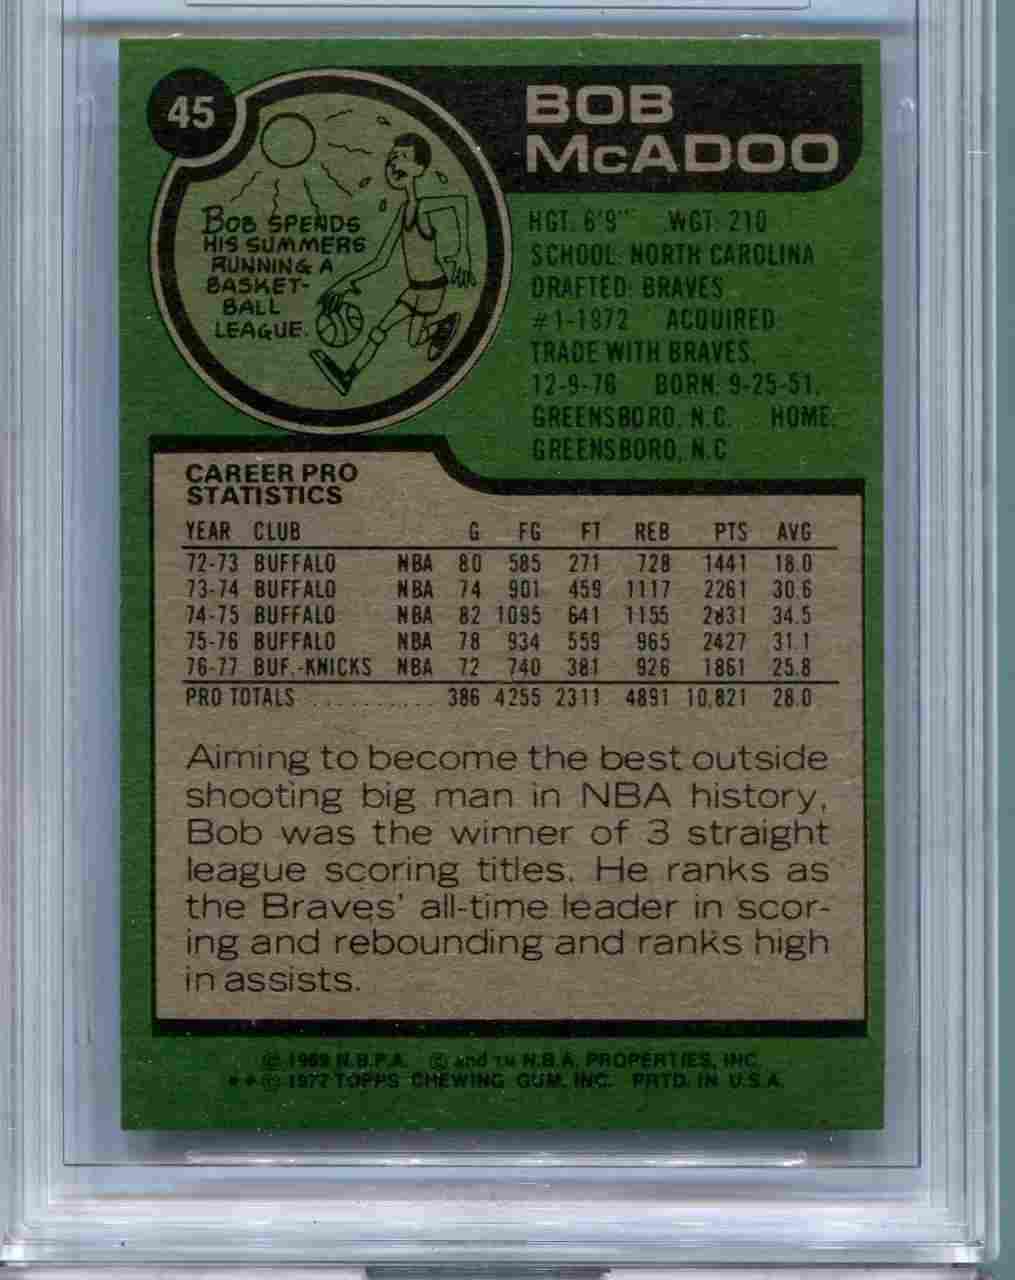 45
BOB
McADOO
BOB SPENDS
HIS SUMMERS
RUNNING A
BASKET-
BALL
LEAGUE.
HGT: 6'9" WGT: 210
SCHOOL: NORTH CAROLINA
DRAFTED: BRAVES
#1-1972 ACQUIRED:
TRADE WITH BRAVES,
12-9-76 BORN: 9-25-51,
GREENSBORO, N.C. HOME:
GREENSBORO, N.C.
CAREER PRO
STATISTICS
YEAR CLUB G FG FT REB PTS AVG
72-73 BUFFALO NBA 80 585 271 728 1441 18.0
73-74 BUFFALO NBA 74 901 459 1117 2261 30.6
74-75 BUFFALO NBA 82 1095 641 1155 2831 34.5
75-76 BUFFALO NBA 78 934 559 965 2427 31.1
76-77 BUF.-KNICKS NBA 72 740 381 926 1861 25.8
PRO TOTALS ........... 386 4255 2311 4891 10,821 28.0
Aiming to become the best outside
shooting big man in NBA history,
Bob was the winner of 3 straight
league scoring titles. He ranks as
the Braves' all-time leader in scor-
ing and rebounding and ranks high
in assists.
© 1969 N.B.P.A. © and TM N.B.A. PROPERTIES, INC.
**© 1977 TOPPS CHEWING GUM, INC. PRTD. IN U.S.A.